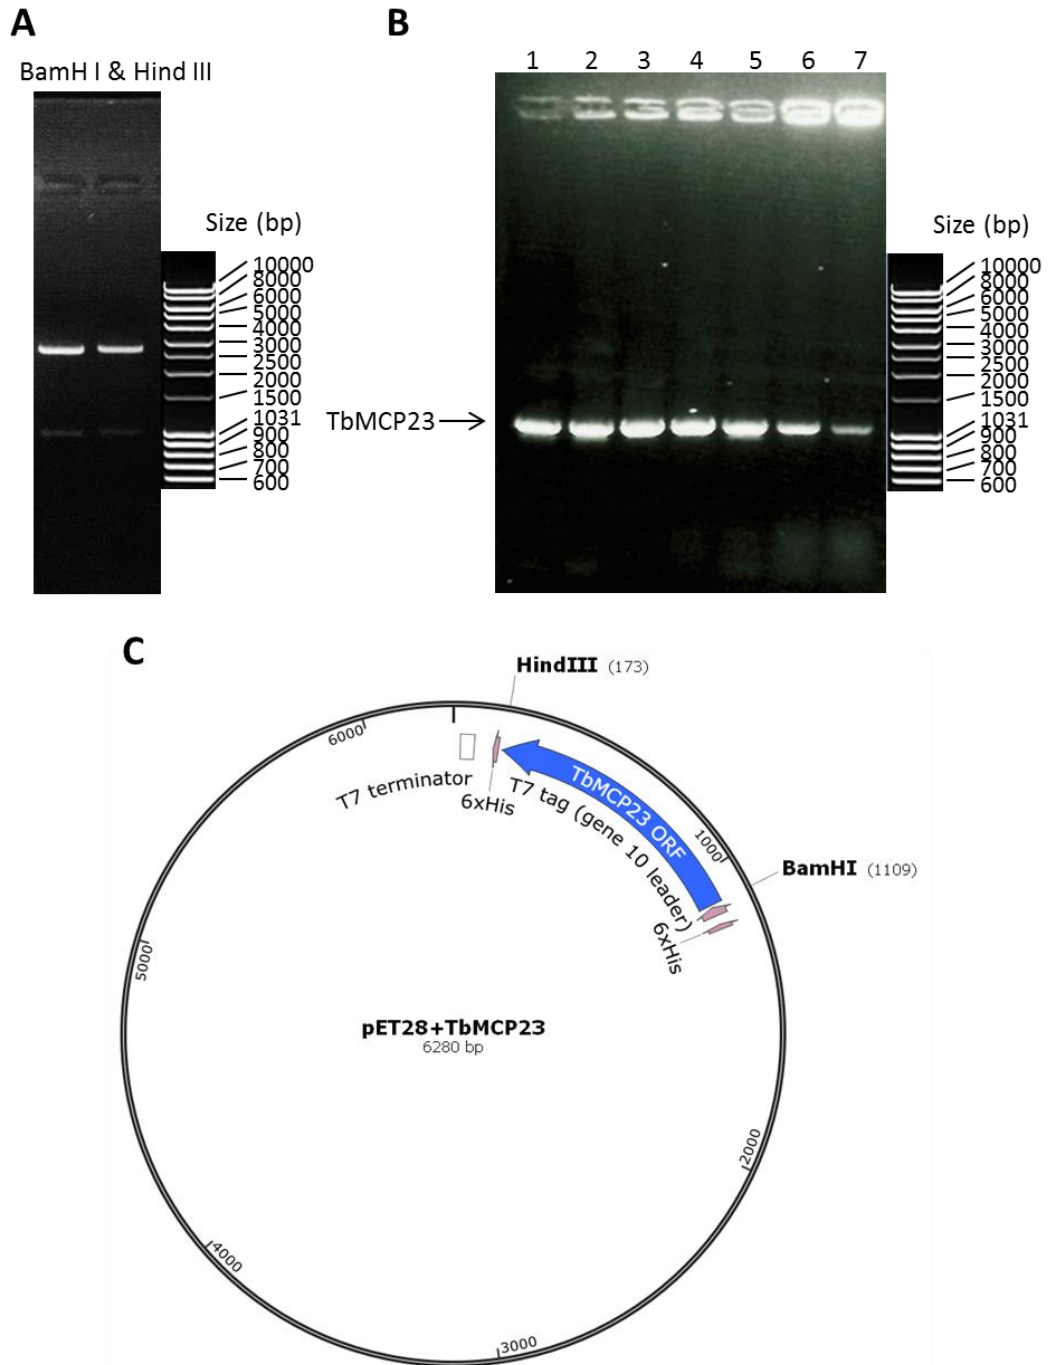 A
BamH I & Hind III
Size (bp)
10000
8000
6000
5000
4000
3000
2500
2000
1500
1031
900
800
700
600
B
1 2 3 4 5 6 7
TbMCP23
Size (bp)
10000
8000
6000
5000
4000
3000
2500
2000
1500
1031
900
800
700
600
C
HindIII (173)
6000
T7 terminator
6xHis
T7 tag (gene 10 leader)
TbMCP23 ORF
1000
BamHI (1109)
6xHis
5000
pET28+TbMCP23
6280 bp
2000
4000
3000